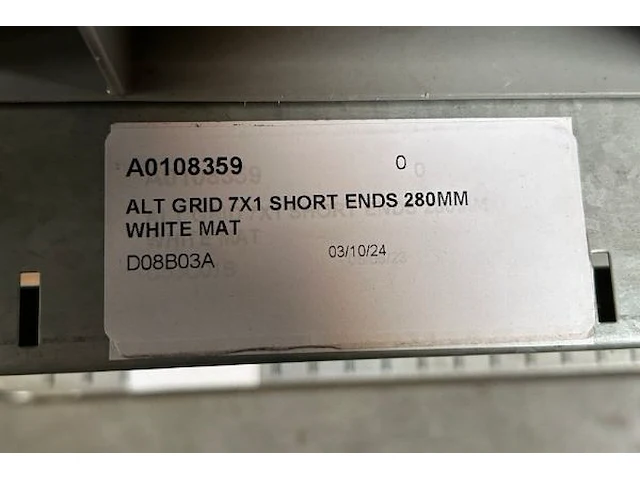 A0108359 0
ALT GRID 7X1 SHORT ENDS 280MM
WHITE MAT
D08B03A 03/10/24